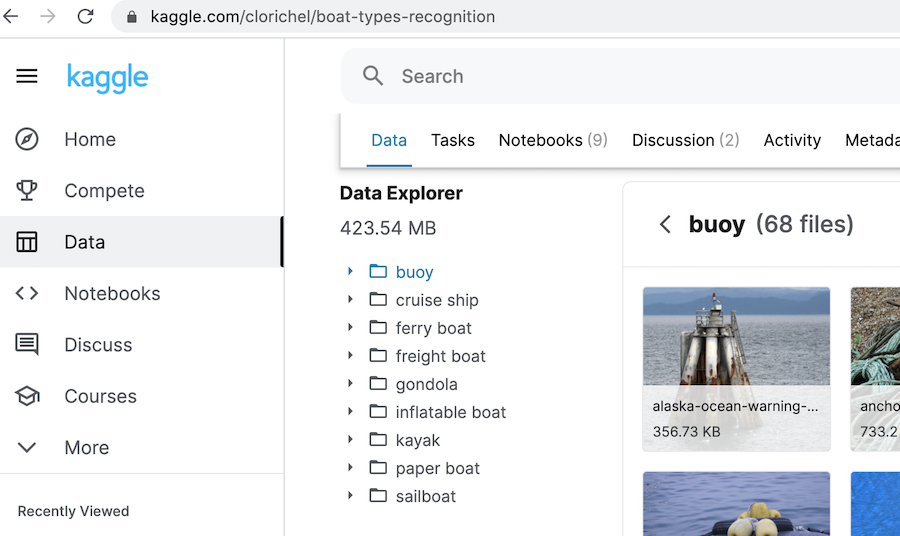 kaggle.com/clorichel/boat-types-recognition
kaggle
Home
Compete
Data
Notebooks
Discuss
Courses
More
Recently Viewed
Search
Data Tasks Notebooks (9) Discussion (2) Activity Metada
Data Explorer
423.54 MB
buoy
cruise ship
ferry boat
freight boat
gondola
inflatable boat
kayak
paper boat
sailboat
buoy (68 files)
alaska-ocean-warning-...
356.73 KB
ancho
733.2